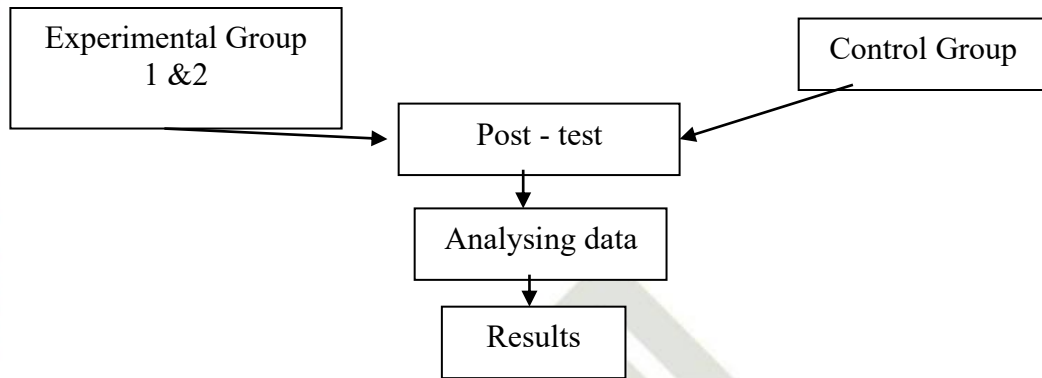 Experimental Group
1 &2
Control Group
Post - test
Analysing data
Results